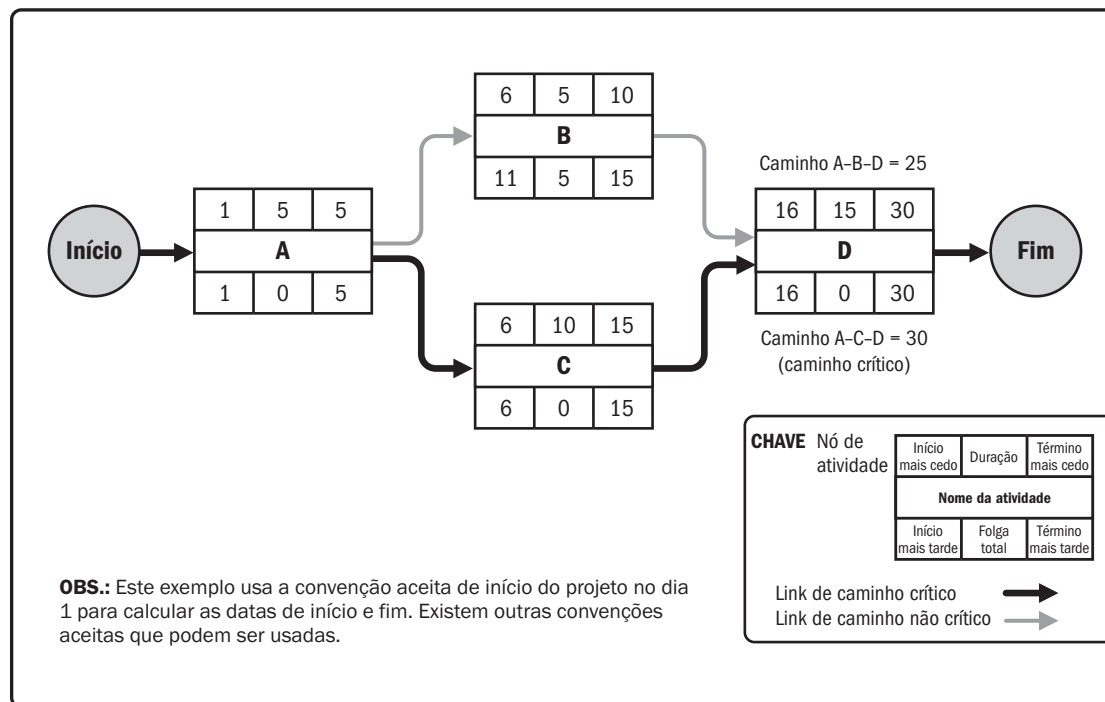 6 5 10
B
11 5 15
Caminho A–B–D = 25
Início
1 5 5
A
1 0 5
16 15 30
D
16 0 30
Fim
6 10 15
C
6 0 15
Caminho A–C–D = 30
(caminho crítico)
CHAVE Nó de
atividade
Início
mais cedo
Duração
Término
mais cedo
Nome da atividade
Início
mais tarde
Folga
total
Término
mais tarde
Link de caminho crítico
Link de caminho não crítico
OBS.: Este exemplo usa a convenção aceita de início do projeto no dia
1 para calcular as datas de início e fim. Existem outras convenções
aceitas que podem ser usadas.